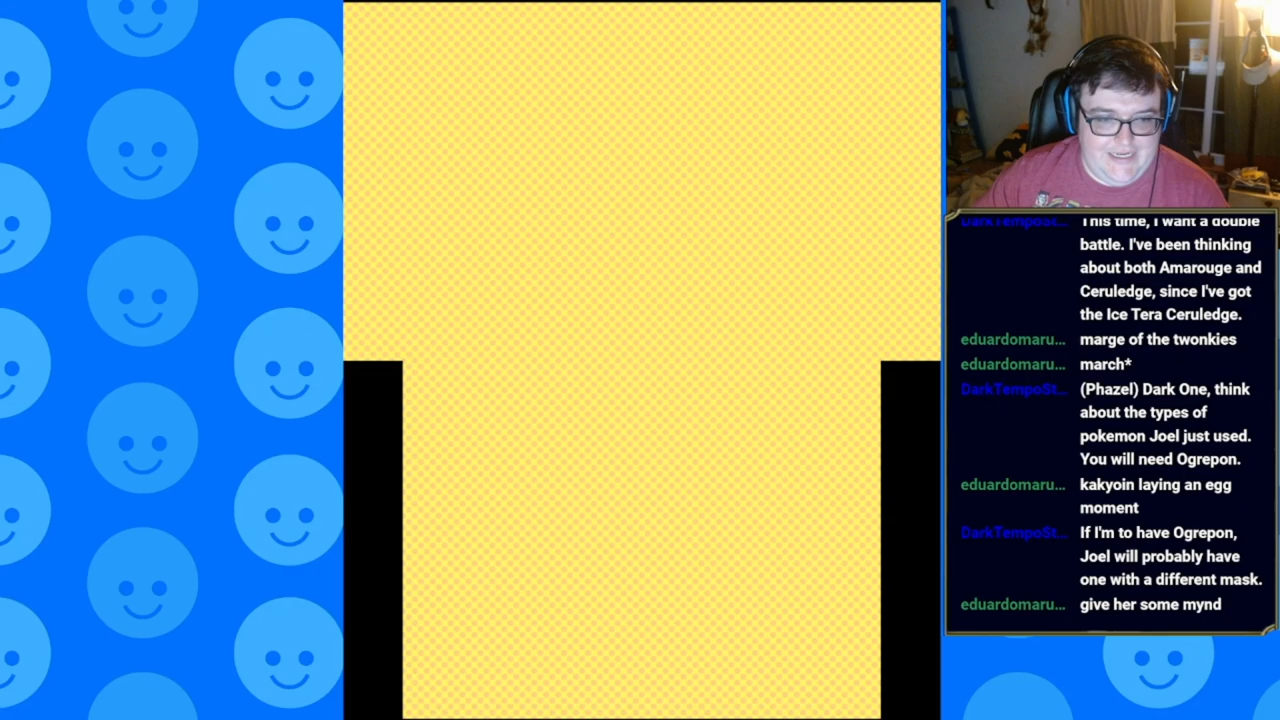 DarkTempoSt... This time, I want a double
battle. I've been thinking
about both Amarouge and
Ceruledge, since I've got
the Ice Tera Ceruledge.
eduardomaru... marge of the twonkies
eduardomaru... march*
DarkTempoSt... (Phazel) Dark One, think
about the types of
pokemon Joel just used.
You will need Ogrepon.
eduardomaru... kakyoin laying an egg
moment
DarkTempoSt... If I'm to have Ogrepon,
Joel will probably have
one with a different mask.
eduardomaru... give her some mynd